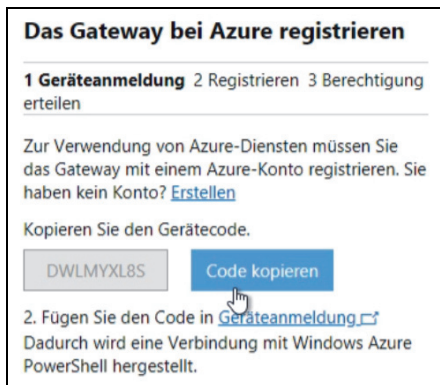 Das Gateway bei Azure registrieren
1 Geräteanmeldung 2 Registrieren 3 Berechtigung
erteilen
Zur Verwendung von Azure-Diensten müssen Sie
das Gateway mit einem Azure-Konto registrieren. Sie
haben kein Konto? Erstellen
Kopieren Sie den Gerätecode.
DWLMYXL8S Code kopieren
2. Fügen Sie den Code in Geräteanmeldung
Dadurch wird eine Verbindung mit Windows Azure
PowerShell hergestellt.